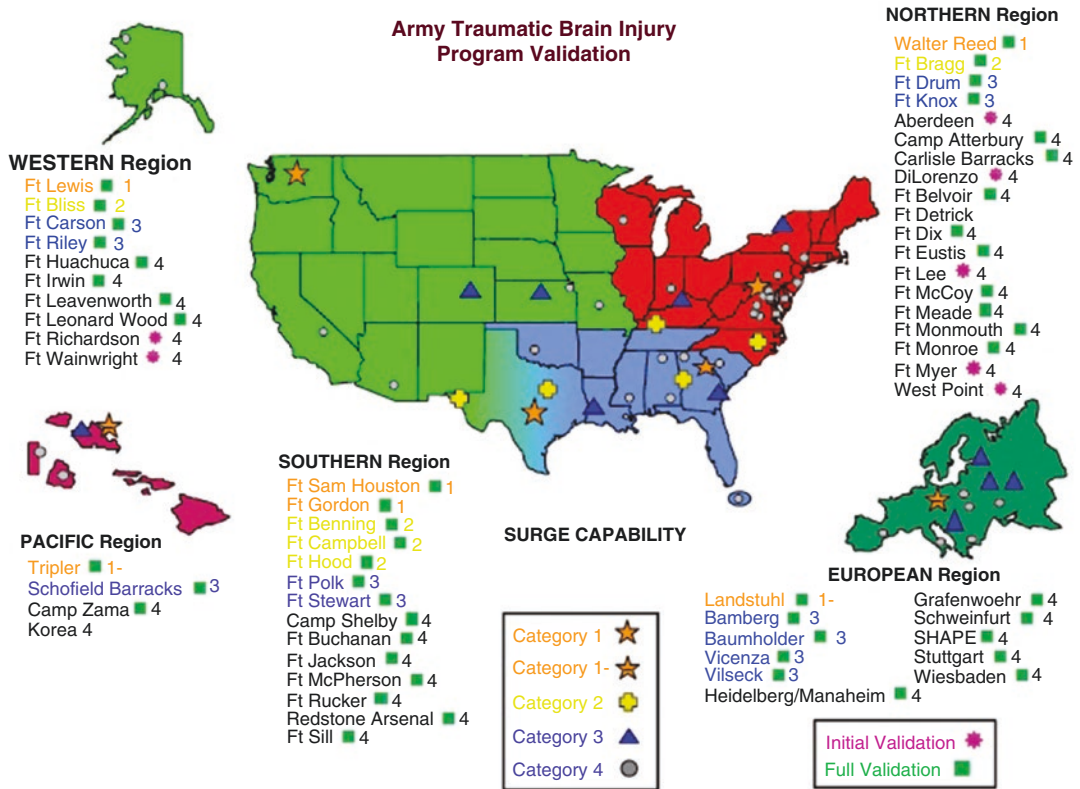 Army Traumatic Brain Injury
Program Validation
NORTHERN Region
Walter Reed 1
Ft Bragg 2
Ft Drum 3
Ft Knox 3
Aberdeen 4
Camp Atterbury 4
Carlisle Barracks 4
DiLorenzo 4
Ft Belvoir 4
Ft Detrick
Ft Dix 4
Ft Eustis 4
Ft Lee 4
Ft McCoy 4
Ft Meade 4
Ft Monmouth 4
Ft Monroe 4
Ft Myer 4
West Point 4
WESTERN Region
Ft Lewis 1
Ft Bliss 2
Ft Carson 3
Ft Riley 3
Ft Huachuca 4
Ft Irwin 4
Ft Leavenworth 4
Ft Leonard Wood 4
Ft Richardson 4
Ft Wainwright 4
PACIFIC Region
Tripler 1-
Schofield Barracks 3
Camp Zama 4
Korea 4
SOUTHERN Region
Ft Sam Houston 1
Ft Gordon 1
Ft Benning 2
Ft Campbell 2
Ft Hood 2
Ft Polk 3
Ft Stewart 3
Camp Shelby 4
Ft Buchanan 4
Ft Jackson 4
Ft McPherson 4
Ft Rucker 4
Redstone Arsenal 4
Ft Sill 4
SURGE CAPABILITY
Category 1
Category 1-
Category 2
Category 3
Category 4
EUROPEAN Region
Landstuhl 1-
Bamberg 3
Baumholder 3
Vicenza 3
Vilseck 3
Heidelberg/Manaheim 4
Grafenwoehr 4
Schweinfurt 4
SHAPE 4
Stuttgart 4
Wiesbaden 4
Initial Validation
Full Validation